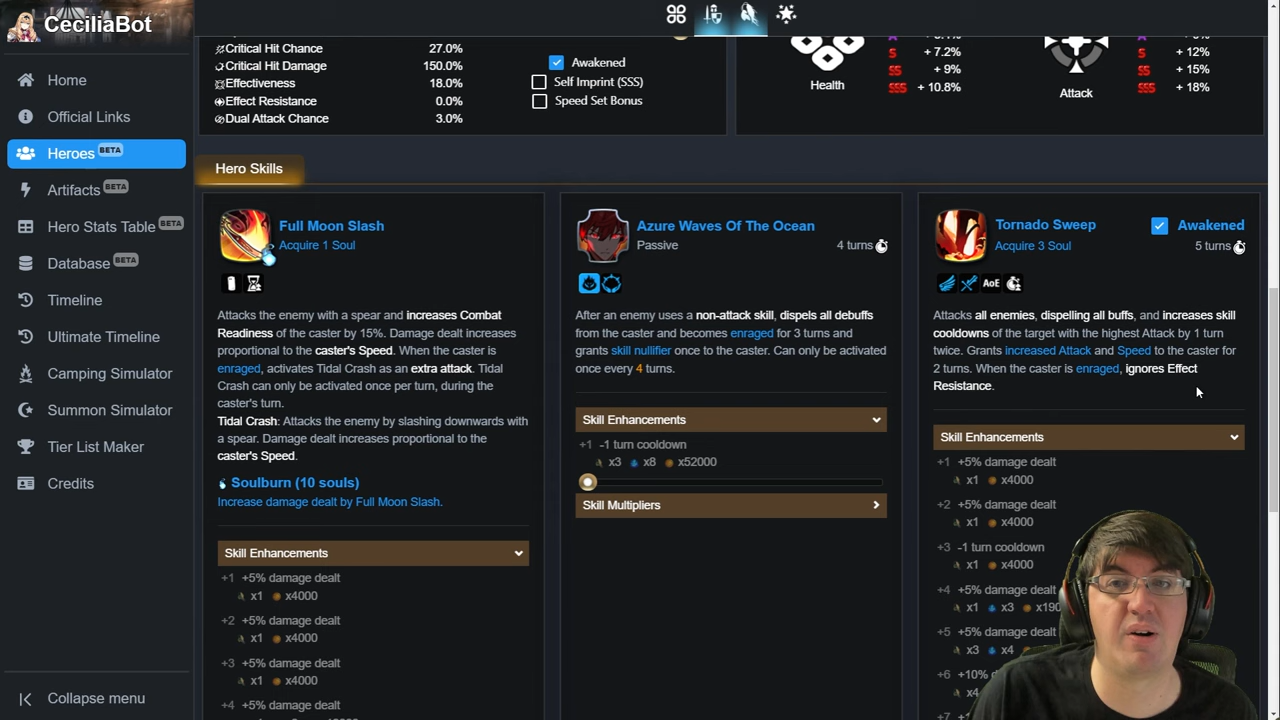 CeciliaBot
Home
Official Links
Heroes BETA
Artifacts BETA
Hero Stats Table BETA
Database BETA
Timeline
Ultimate Timeline
Camping Simulator
Summon Simulator
Tier List Maker
Credits
Collapse menu
Critical Hit Chance 27.0%
Critical Hit Damage 150.0%
Effectiveness 18.0%
Effect Resistance 0.0%
Dual Attack Chance 3.0%
Awakened
Self Imprint (SSS)
Speed Set Bonus
Health
S + 7.2%
SS + 9%
SSS + 10.8%
Attack
S + 12%
SS + 15%
SSS + 18%
Hero Skills
Full Moon Slash
Acquire 1 Soul
Attacks the enemy with a spear and increases Combat
Readiness of the caster by 15%. Damage dealt increases
proportional to the caster's Speed. When the caster is
enraged, activates Tidal Crash as an extra attack. Tidal
Crash can only be activated once per turn, during the
caster's turn.
Tidal Crash: Attacks the enemy by slashing downwards with
a spear. Damage dealt increases proportional to the
caster's Speed.
Soulburn (10 souls)
Increase damage dealt by Full Moon Slash.
Skill Enhancements
+1 +5% damage dealt
x1 x4000
+2 +5% damage dealt
x1 x4000
+3 +5% damage dealt
x1 x4000
+4 +5% damage dealt
Azure Waves Of The Ocean
Passive 4 turns
After an enemy uses a non-attack skill, dispels all debuffs
from the caster and becomes enraged for 3 turns and
grants skill nullifier once to the caster. Can only be activated
once every 4 turns.
Skill Enhancements
+1 -1 turn cooldown
x3 x8 x52000
Skill Multipliers
Tornado Sweep Awakened
Acquire 3 Soul 5 turns
AoE
Attacks all enemies, dispelling all buffs, and increases skill
cooldowns of the target with the highest Attack by 1 turn
twice. Grants increased Attack and Speed to the caster for
2 turns. When the caster is enraged, ignores Effect
Resistance.
Skill Enhancements
+1 +5% damage dealt
x1 x4000
+2 +5% damage dealt
x1 x4000
+3 -1 turn cooldown
x1 x4000
+4 +5% damage dealt
x1 x3 x190
+5 +5% damage dealt
x3 x4
+6 +10%
x4
+7